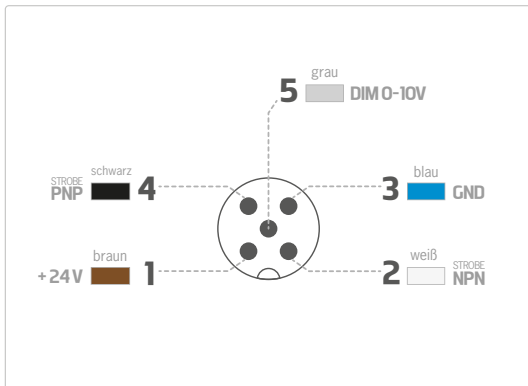 grau
5 DIM 0-10V
schwarz
STROBE
PNP 4
blau
3 GND
braun
+24V 1
weiß
2 STROBE
NPN